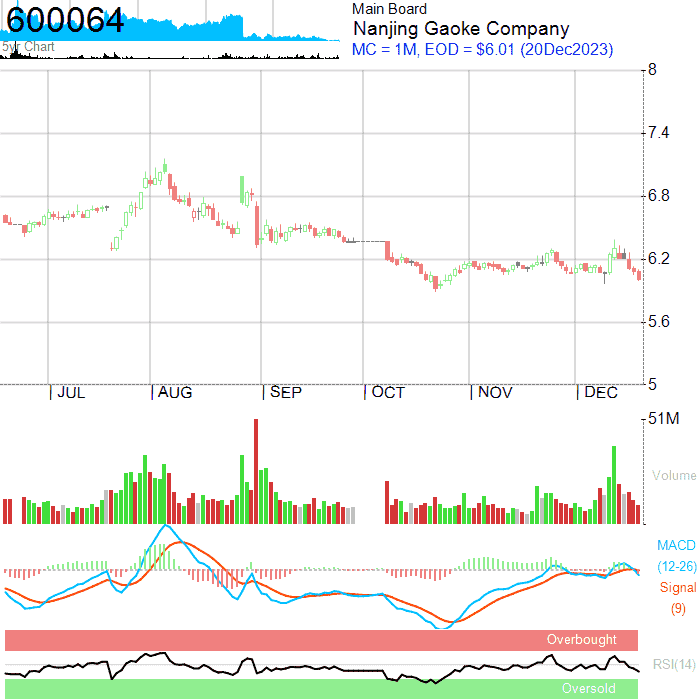 600064
5yr Chart
Main Board
Nanjing Gaoke Company
MC = 1M, EOD = $6.01 (20Dec2023)
8
7.4
6.8
6.2
5.6
5
JUL AUG SEP OCT NOV DEC
51M
Volume
MACD
(12-26)
Signal
(9)
Overbought
RSI(14)
Oversold